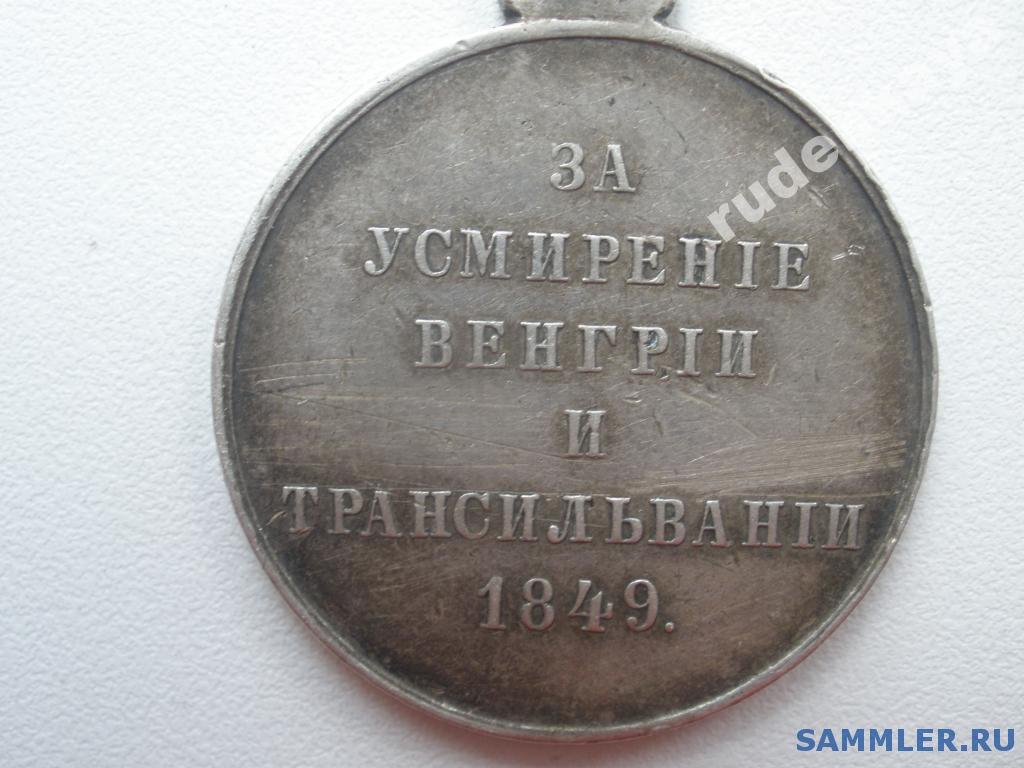 ЗА
УСМИРЕНІЕ
ВЕНГРІИ
И
ТРАНСИЛЬВАНІИ
1849.
rude
SAMMLER.RU